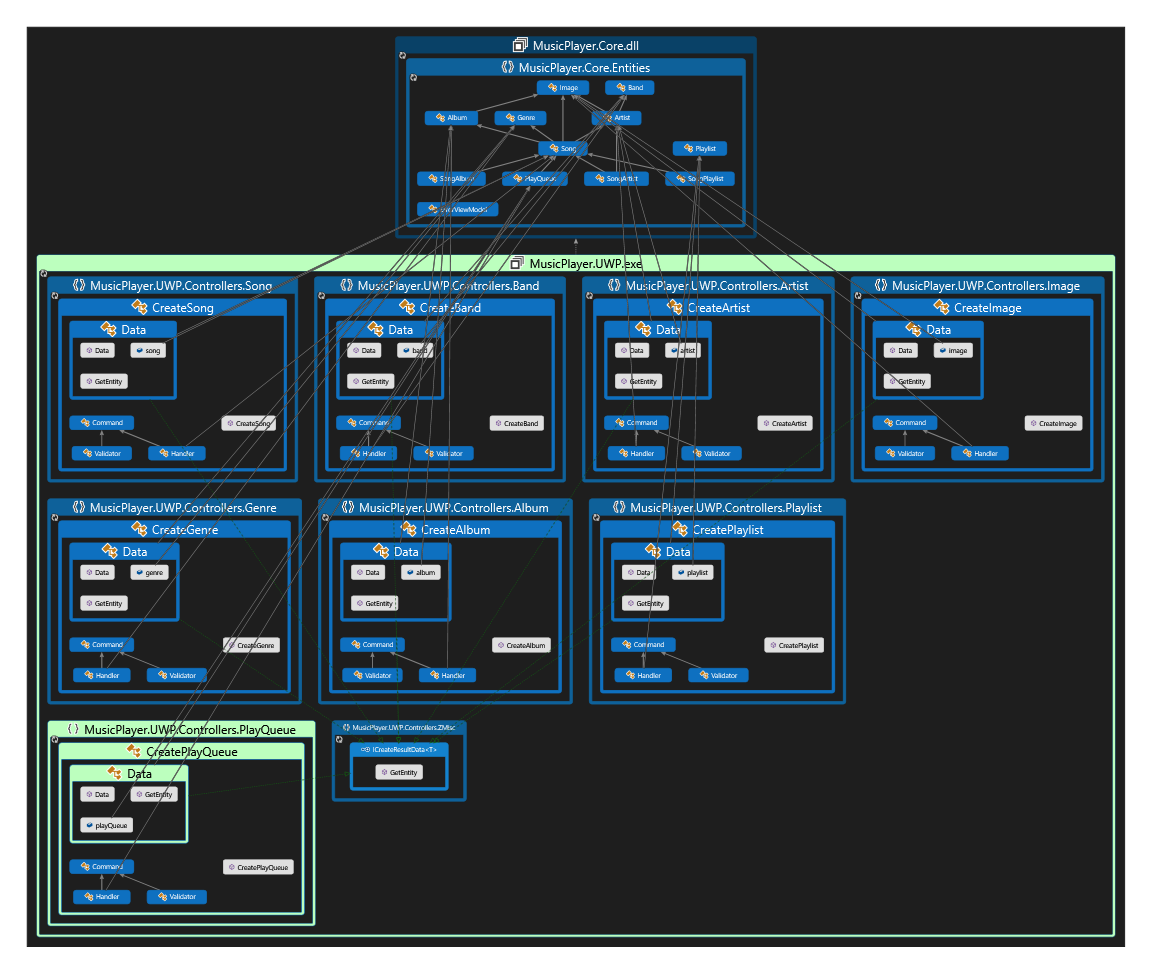 MusicPlayer.Core.dll
MusicPlayer.Core.Entities
Image
Band
Album
Genre
Artist
Song
Playlist
SongAlbum
PlayQueue
SongArtist
SongPlaylist
MusicPlayer.UWP.exe
MusicPlayer.UWP.Controllers.Song
CreateSong
Data
Data
song
GetEntity
Command
CreateSong
Validator
Handler
MusicPlayer.UWP.Controllers.Band
CreateBand
Data
Data
band
GetEntity
Command
CreateBand
Handler
Validator
MusicPlayer.UWP.Controllers.Artist
CreateArtist
Data
Data
artist
GetEntity
Command
CreateArtist
Handler
Validator
MusicPlayer.UWP.Controllers.Image
CreateImage
Data
Data
image
GetEntity
Command
CreateImage
Validator
Handler
MusicPlayer.UWP.Controllers.Genre
CreateGenre
Data
Data
genre
GetEntity
Command
CreateGenre
Handler
Validator
MusicPlayer.UWP.Controllers.Album
CreateAlbum
Data
Data
album
GetEntity
Command
CreateAlbum
Validator
Handler
MusicPlayer.UWP.Controllers.Playlist
CreatePlaylist
Data
Data
playlist
GetEntity
Command
CreatePlaylist
Handler
Validator
MusicPlayer.UWP.Controllers.PlayQueue
CreatePlayQueue
Data
Data
GetEntity
playQueue
Command
CreatePlayQueue
Handler
Validator
MusicPlayer.UWP.Controllers.ZMisc
ICreateResultData<T>
GetEntity